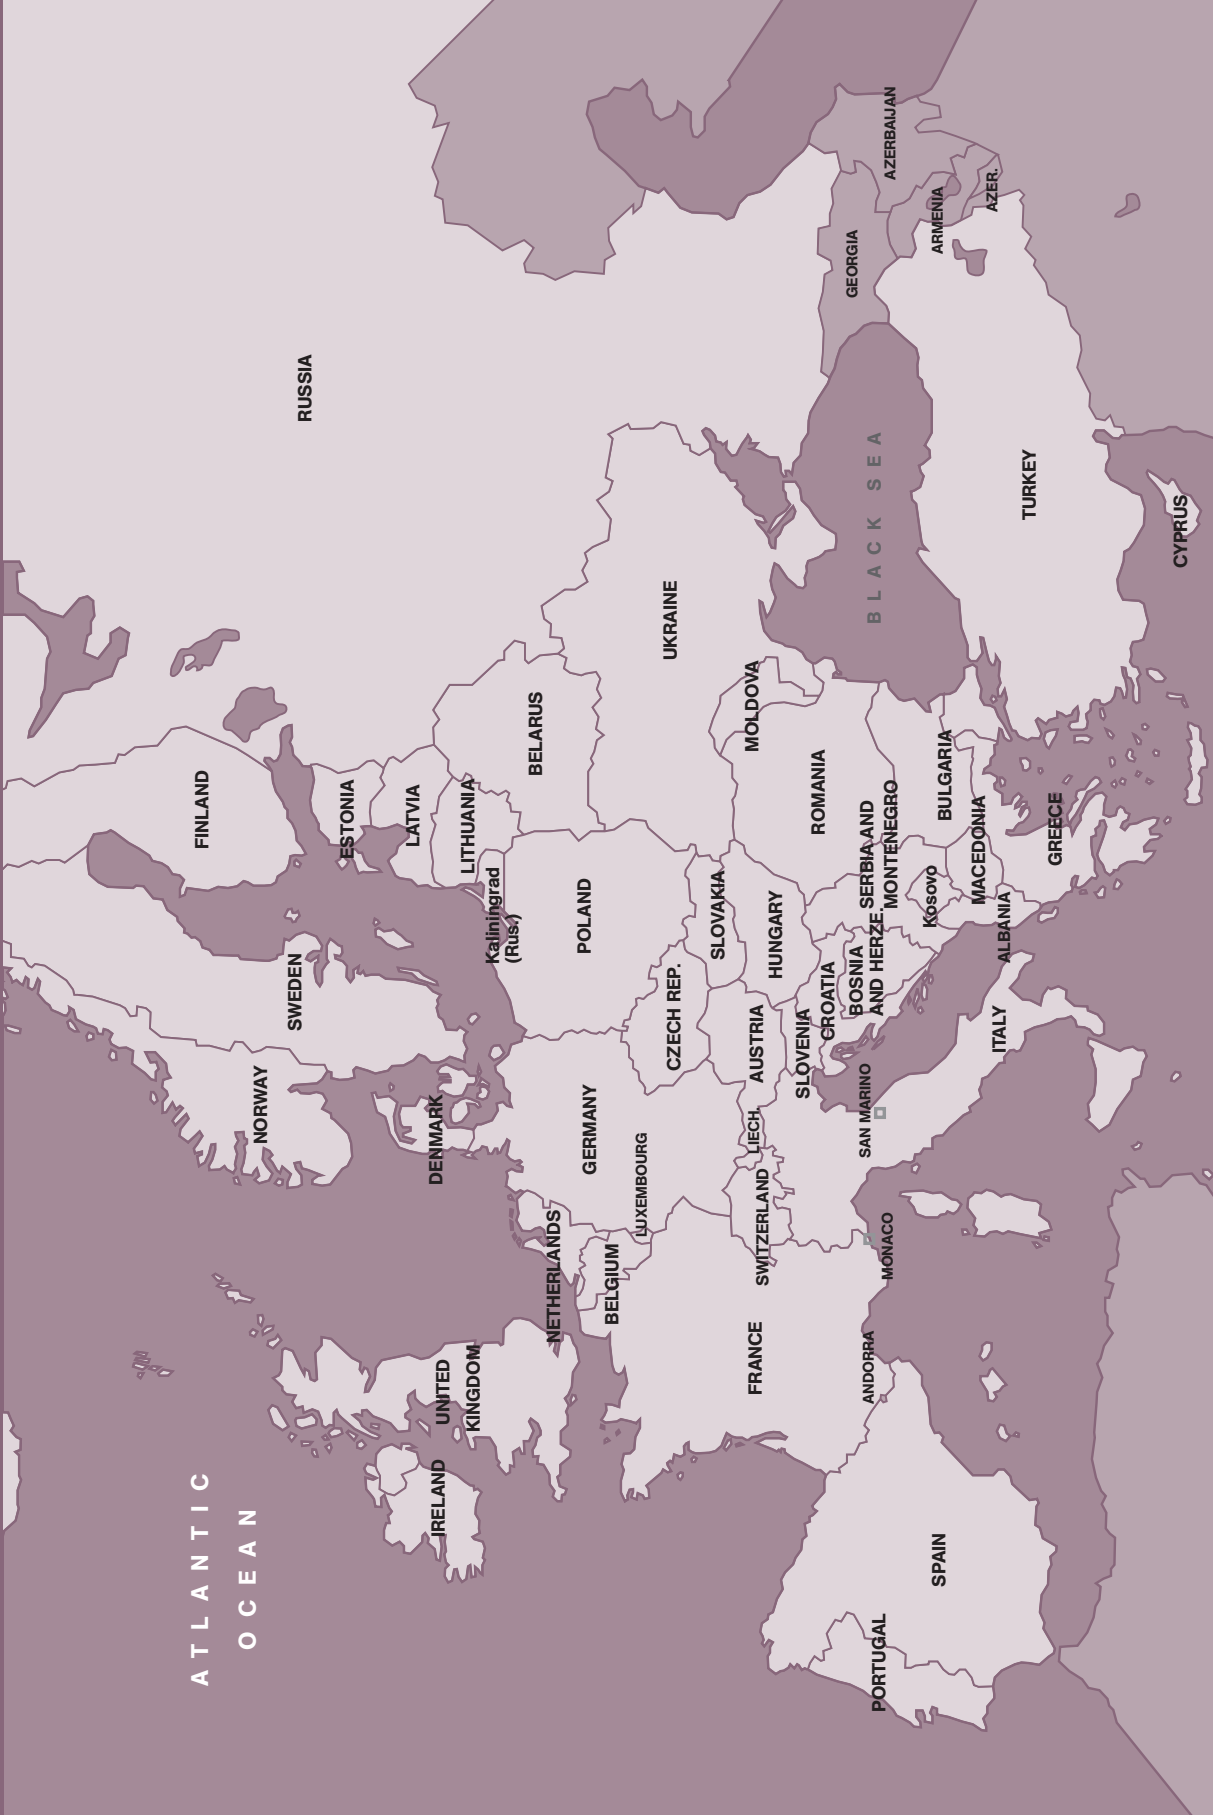 ATLANTIC
OCEAN
RUSSIA
FINLAND
SWEDEN
NORWAY
ESTONIA
LATVIA
LITHUANIA
Kaliningrad
(Rus.)
DENMARK
UNITED
KINGDOM
IRELAND
BELARUS
POLAND
GERMANY
NETHERLANDS
BELGIUM
LUXEMBOURG
UKRAINE
CZECH REP.
SLOVAKIA
MOLDOVA
AUSTRIA
LIECH.
SWITZERLAND
FRANCE
HUNGARY
ROMANIA
SLOVENIA
CROATIA
BOSNIA
AND HERZE.
SERBIA AND
MONTENEGRO
BLACK SEA
GEORGIA
AZERBAIJAN
ARMENIA
AZER.
SAN MARINO
MONACO
ANDORRA
PORTUGAL
SPAIN
Kosovo
BULGARIA
MACEDONIA
ALBANIA
ITALY
GREECE
TURKEY
CYPRUS